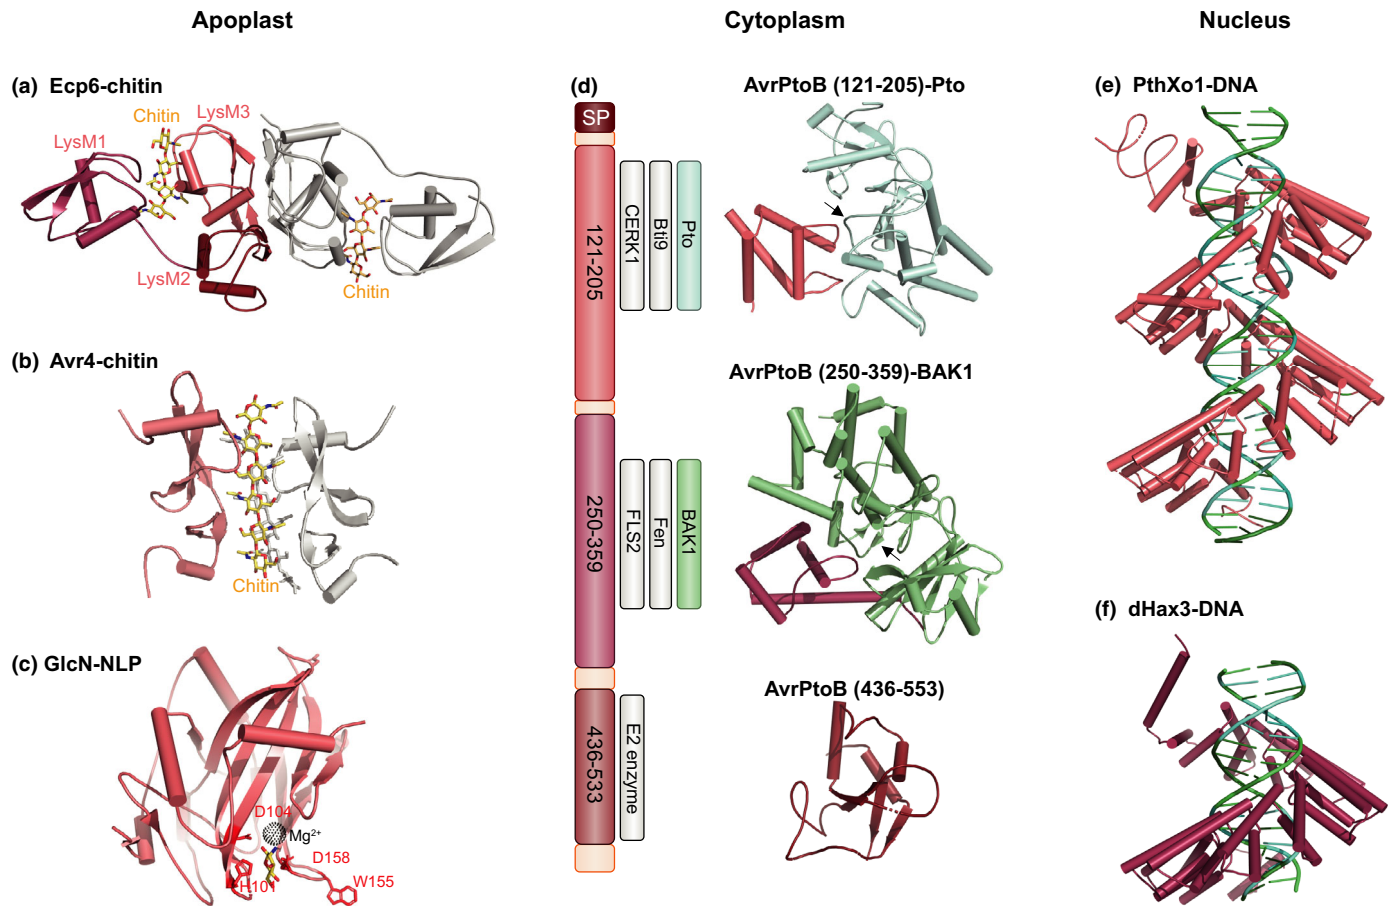 Apoplast
Cytoplasm
Nucleus
(a) Ecp6-chitin
Chitin
LysM3
LysM1
LysM2
Chitin
(b) Avr4-chitin
Chitin
(c) GlcN-NLP
D104
Mg2+
D158
H101
W155
(d)
SP
121-205
CERK1
Bti9
Pto
250-359
FLS2
Fen
BAK1
436-533
E2 enzyme
AvrPtoB (121-205)-Pto
AvrPtoB (250-359)-BAK1
AvrPtoB (436-553)
(e) PthXo1-DNA
(f) dHax3-DNA